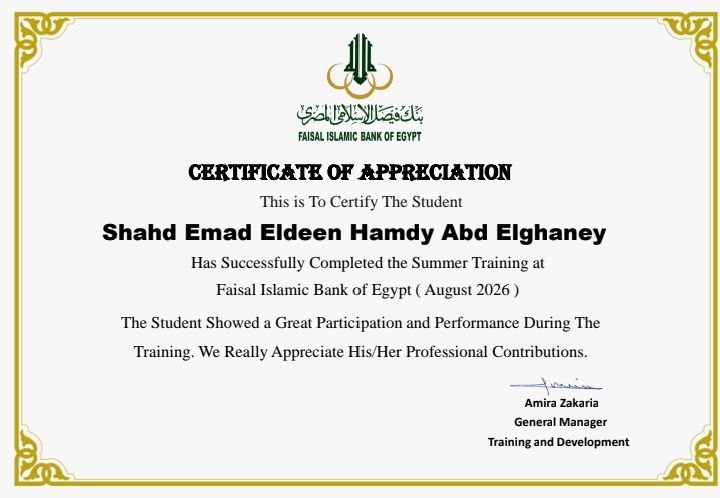 بنك فيصل الإسلامي المصري
FAISAL ISLAMIC BANK OF EGYPT
CERTIFICATE OF APPRECIATION
This is To Certify The Student
Shahd Emad Eldeen Hamdy Abd Elghaney
Has Successfully Completed the Summer Training at
Faisal Islamic Bank of Egypt ( August 2026 )
The Student Showed a Great Participation and Performance During The
Training. We Really Appreciate His/Her Professional Contributions.
Amira Zakaria
General Manager
Training and Development